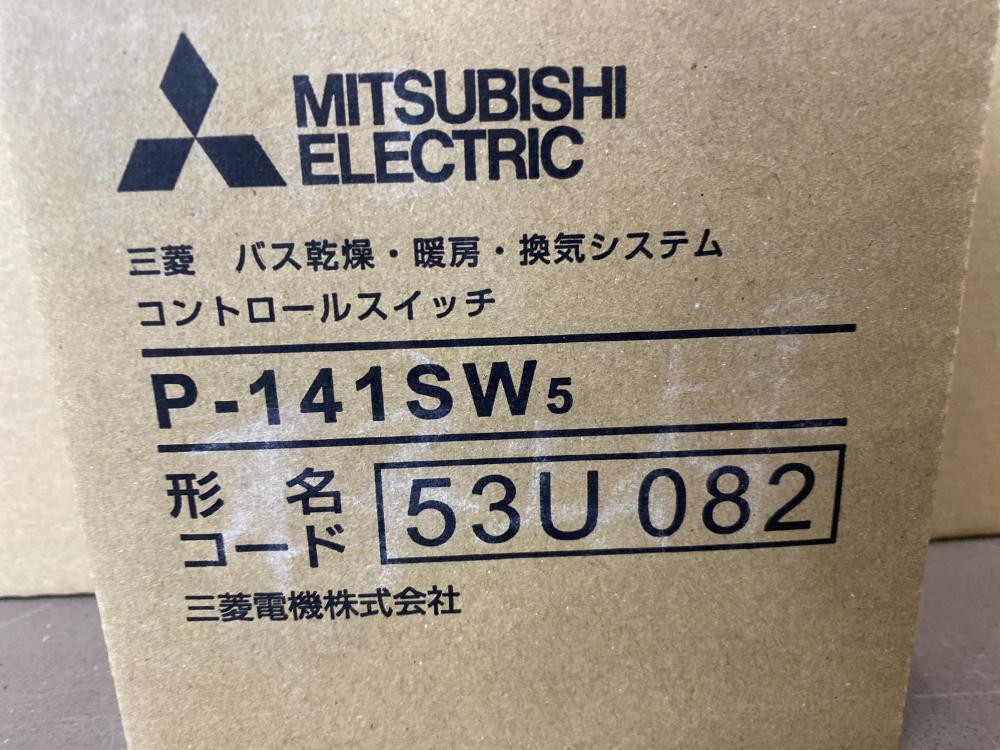 MITSUBISHI
ELECTRIC
三菱 バス乾燥・暖房・換気システム
コントロールスイッチ
P-141SW5
形名
コード 53U 082
三菱電機株式会社